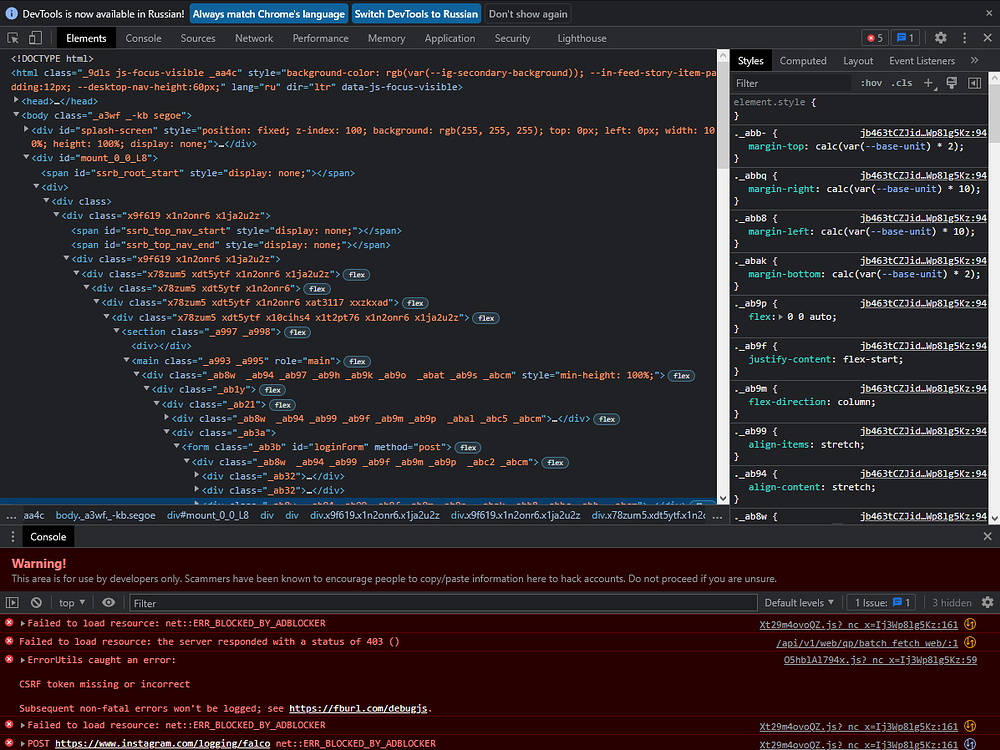 DevTools is now available in Russian! Always match Chrome's language Switch DevTools to Russian Don't show again
Elements Console Sources Network Performance Memory Application Security Lighthouse 5 1
<!DOCTYPE html>
<html class="_9dls js-focus-visible _aa4c" style="background-color: rgb(var(--ig-secondary-background)); --in-feed-story-item-pa
dding:12px; --desktop-nav-height:60px;" lang="ru" dir="ltr" data-js-focus-visible>
<head>…</head>
<body class="_a3wf _-kb segoe">
<div id="splash-screen" style="position: fixed; z-index: 100; background: rgb(255, 255, 255); top: 0px; left: 0px; width: 10
0%; height: 100%; display: none;">…</div>
<div id="mount_0_0_L8">
<span id="ssrb_root_start" style="display: none;"></span>
<div>
<div class>
<div class="x9f619 x1n2onr6 x1ja2u2z">
<span id="ssrb_top_nav_start" style="display: none;"></span>
<span id="ssrb_top_nav_end" style="display: none;"></span>
<div class="x9f619 x1n2onr6 x1ja2u2z">
<div class="x78zum5 xdt5ytf x1n2onr6 x1ja2u2z"> flex
<div class="x78zum5 xdt5ytf x1n2onr6"> flex
<div class="x78zum5 xdt5ytf x1n2onr6 xat3117 xxzkxad"> flex
<div class="x78zum5 xdt5ytf x10cihs4 x1t2pt76 x1n2onr6 x1ja2u2z"> flex
<section class="_a997 _a998"> flex
<div></div>
<main class="_a993 _a995" role="main"> flex
<div class="_ab8w _ab94 _ab97 _ab9h _ab9k _ab9o _abat _ab9s _abcm" style="min-height: 100%;"> flex
<div class="_ab1y"> flex
<div class="_ab21"> flex
<div class="_ab8w _ab94 _ab99 _ab9f _ab9m _ab9p _abal _abc5 _abcm">…</div> flex
<div class="_ab3a">
<form class="_ab3b" id="loginForm" method="post"> flex
<div class="_ab8w _ab94 _ab99 _ab9f _ab9m _ab9p _abc2 _abcm"> flex
<div class="_ab32">…</div>
<div class="_ab32">…</div>
… aa4c body._a3wf._-kb.segoe div#mount_0_0_L8 div div div.x9f619.x1n2onr6.x1ja2u2z div.x9f619.x1n2onr6.x1ja2u2z div.x78zum5.xdt5ytf.x1n2o …
Styles Computed Layout Event Listeners
Filter :hov .cls +
element.style {
}
._abb- { jb463tCZJid…Wp8lg5Kz:94
margin-top: calc(var(--base-unit) * 2);
}
._abbq { jb463tCZJid…Wp8lg5Kz:94
margin-right: calc(var(--base-unit) * 10);
}
._abb8 { jb463tCZJid…Wp8lg5Kz:94
margin-left: calc(var(--base-unit) * 10);
}
._abak { jb463tCZJid…Wp8lg5Kz:94
margin-bottom: calc(var(--base-unit) * 2);
}
._ab9p { jb463tCZJid…Wp8lg5Kz:94
flex: 0 0 auto;
}
._ab9f { jb463tCZJid…Wp8lg5Kz:94
justify-content: flex-start;
}
._ab9m { jb463tCZJid…Wp8lg5Kz:94
flex-direction: column;
}
._ab99 { jb463tCZJid…Wp8lg5Kz:94
align-items: stretch;
}
._ab94 { jb463tCZJid…Wp8lg5Kz:94
align-content: stretch;
}
._ab8w { jb463tCZJid…Wp8lg5Kz:94
Console
Warning!
This area is for use by developers only. Scammers have been known to encourage people to copy/paste information here to hack accounts. Do not proceed if you are unsure.
top Filter Default levels 1 Issue: 1 3 hidden
Failed to load resource: net::ERR_BLOCKED_BY_ADBLOCKER Xt29m4ovoQZ.js?_nc_x=Ij3Wp8lg5Kz:161
Failed to load resource: the server responded with a status of 403 () /api/v1/web/qp/batch_fetch_web/:1
ErrorUtils caught an error: O5hblAl794x.js?_nc_x=Ij3Wp8lg5Kz:59
CSRF token missing or incorrect
Subsequent non-fatal errors won't be logged; see https://fburl.com/debugjs.
Failed to load resource: net::ERR_BLOCKED_BY_ADBLOCKER Xt29m4ovoQZ.js?_nc_x=Ij3Wp8lg5Kz:161
POST https://www.instagram.com/logging/falco net::ERR_BLOCKED_BY_ADBLOCKER Xt29m4ovoQZ.js?_nc_x=Ij3Wp8lg5Kz:161